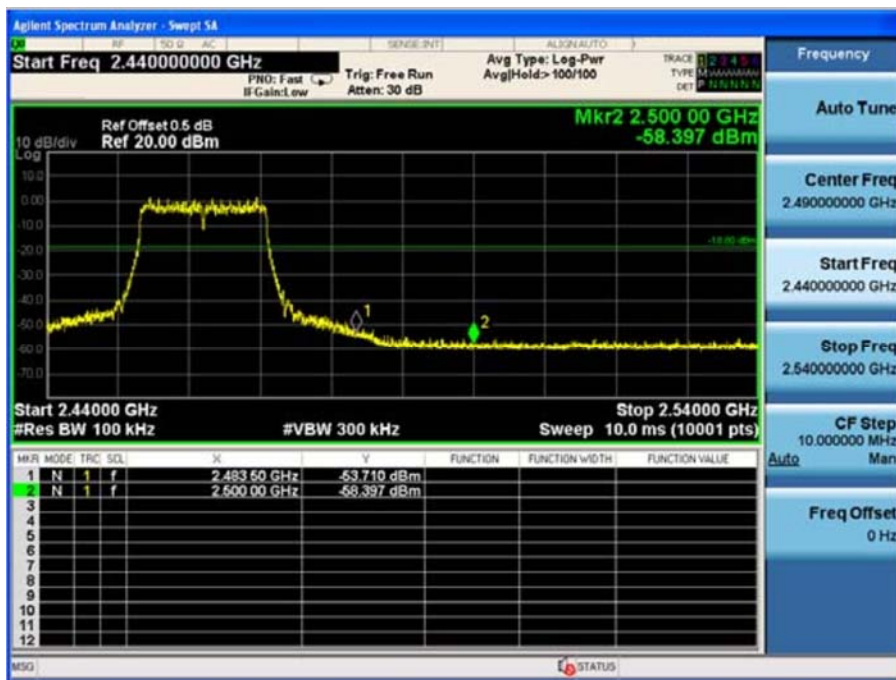 Agilent Spectrum Analyzer - Swept SA
RF 50 Ω AC SENSE:INT ALIGN AUTO
Start Freq 2.440000000 GHz
PNO: Fast
IFGain:Low
Trig: Free Run
Atten: 30 dB
Avg Type: Log-Pwr
Avg|Hold:> 100/100
TRACE 1 2 3 4 5 6
TYPE M
DET P N N N N N
Frequency
Auto Tune
Center Freq
2.490000000 GHz
Start Freq
2.440000000 GHz
Stop Freq
2.540000000 GHz
CF Step
10.000000 MHz
Auto Man
Freq Offset
0 Hz
Mkr2 2.500 00 GHz
-58.397 dBm
Ref Offset 0.5 dB
10 dB/div Ref 20.00 dBm
Log
10.0
0.00
-10.0
-20.0
-30.0
-40.0
-50.0
-60.0
-70.0
1
2
Start 2.44000 GHz Stop 2.54000 GHz
#Res BW 100 kHz #VBW 300 kHz Sweep 10.0 ms (10001 pts)
MKR MODE TRC SCL X Y FUNCTION FUNCTION WIDTH FUNCTION VALUE
1 N 1 f 2.483 50 GHz -53.710 dBm
2 N 1 f 2.500 00 GHz -58.397 dBm
3
4
5
6
7
8
9
10
11
12
MSG STATUS